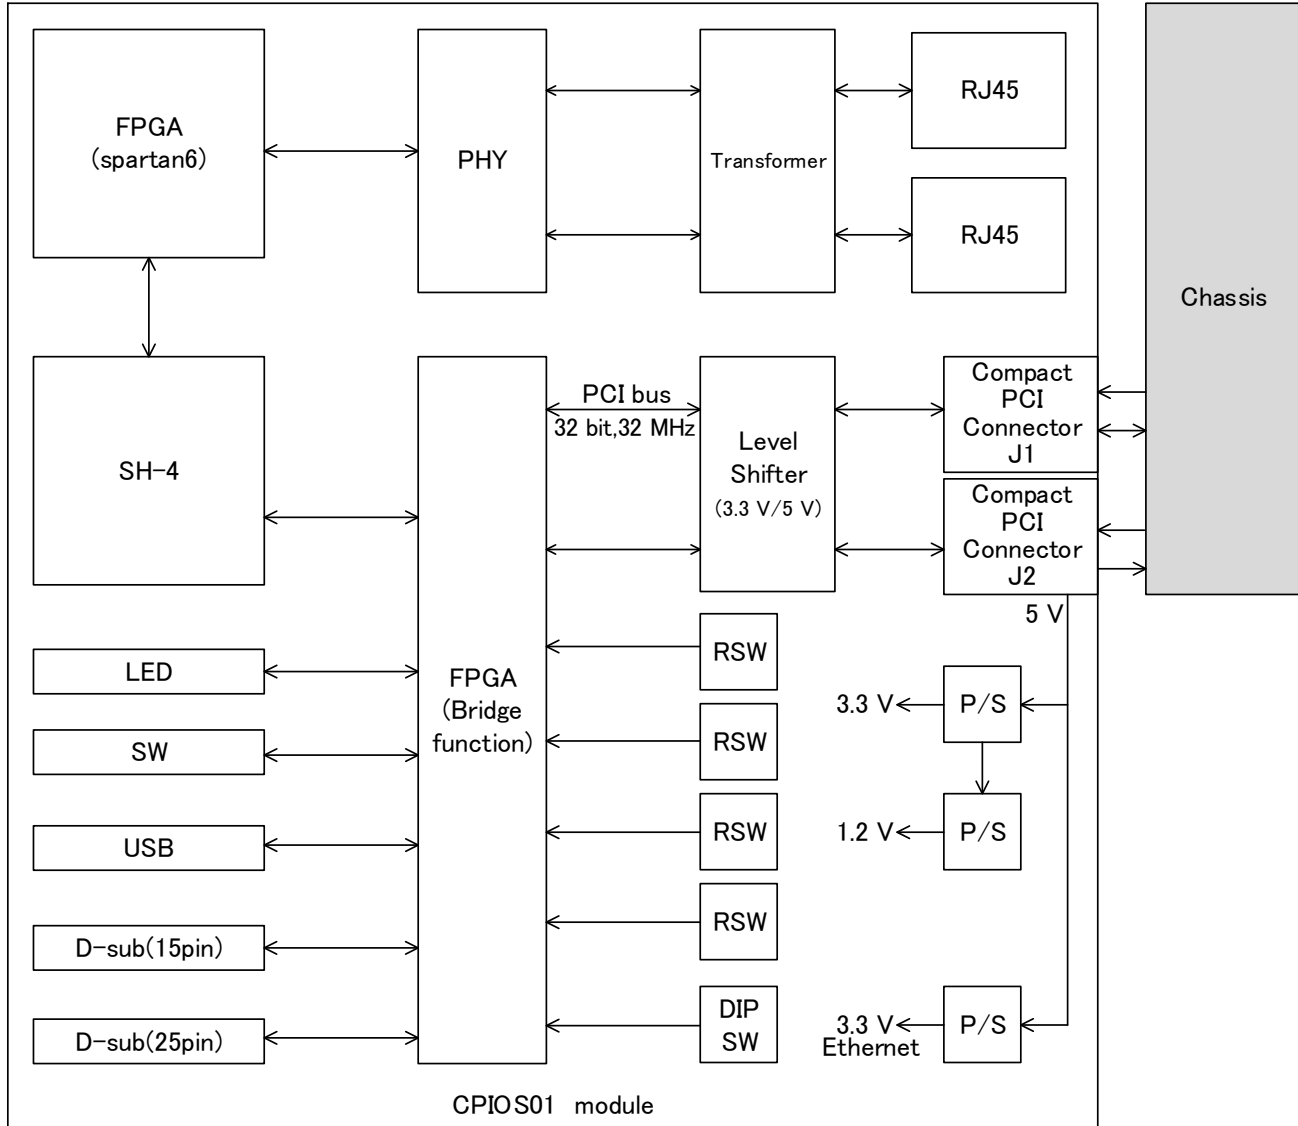 FPGA
(spartan6)
PHY
Transformer
RJ45
RJ45
Chassis
SH-4
PCI bus
32 bit,32 MHz
Level
Shifter
(3.3 V/5 V)
Compact
PCI
Connector
J1
Compact
PCI
Connector
J2
5 V
LED
SW
USB
D-sub(15pin)
D-sub(25pin)
FPGA
(Bridge
function)
RSW
RSW
RSW
RSW
DIP
SW
3.3 V
P/S
1.2 V
P/S
3.3 V
Ethernet
P/S
CPIOS01 module